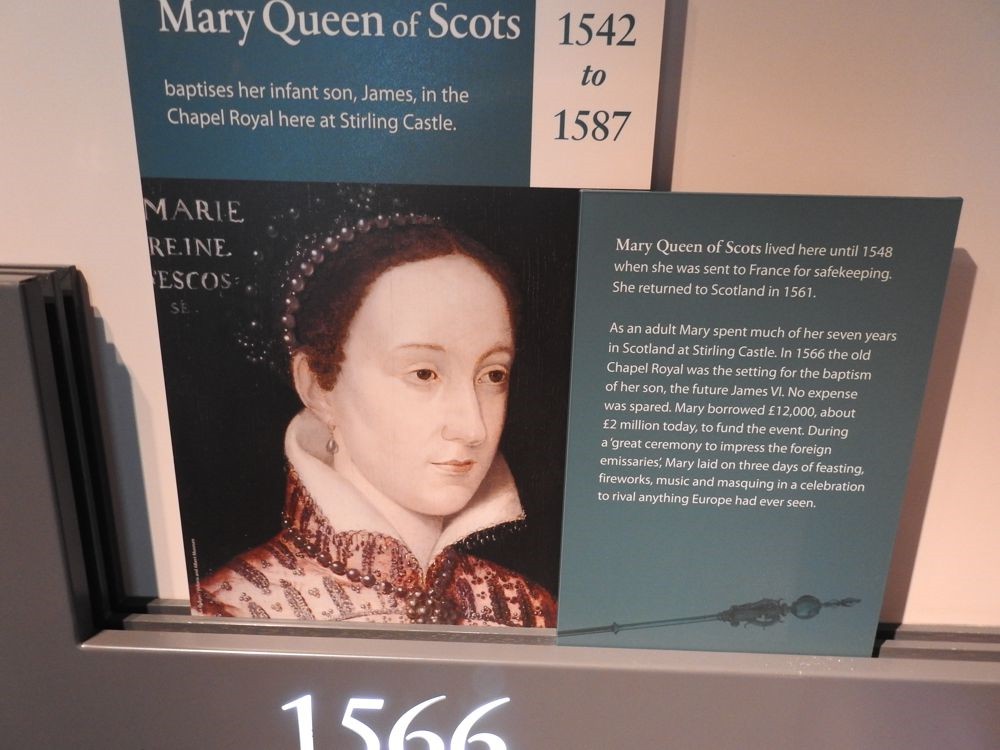 Mary Queen of Scots
baptises her infant son, James, in the
Chapel Royal here at Stirling Castle.
1542
to
1587
MARIE
REINE
ESCOS:
SE.
Mary Queen of Scots lived here until 1548
when she was sent to France for safekeeping.
She returned to Scotland in 1561.
As an adult Mary spent much of her seven years
in Scotland at Stirling Castle. In 1566 the old
Chapel Royal was the setting for the baptism
of her son, the future James VI. No expense
was spared. Mary borrowed £12,000, about
£2 million today, to fund the event. During
a 'great ceremony to impress the foreign
emissaries', Mary laid on three days of feasting,
fireworks, music and masquing in a celebration
to rival anything Europe had ever seen.
1566